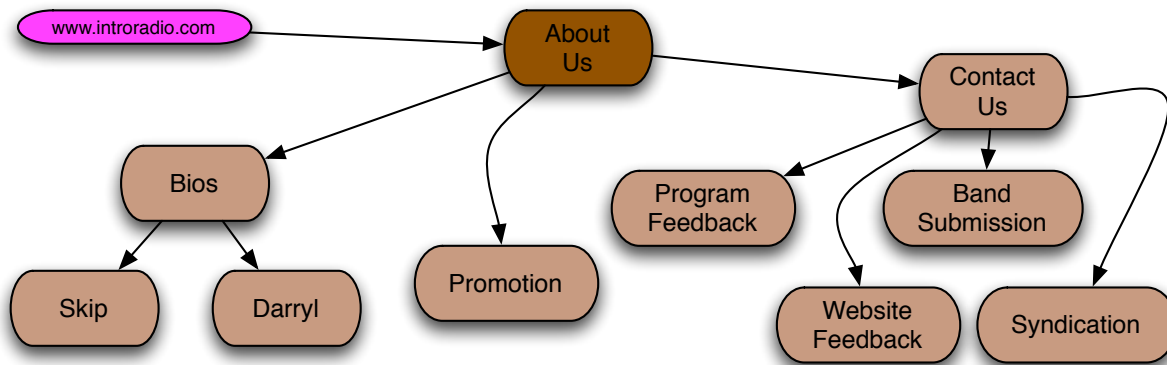 www.introradio.com
About
Us
Contact
Us
Bios
Program
Feedback
Band
Submission
Promotion
Skip
Darryl
Website
Feedback
Syndication